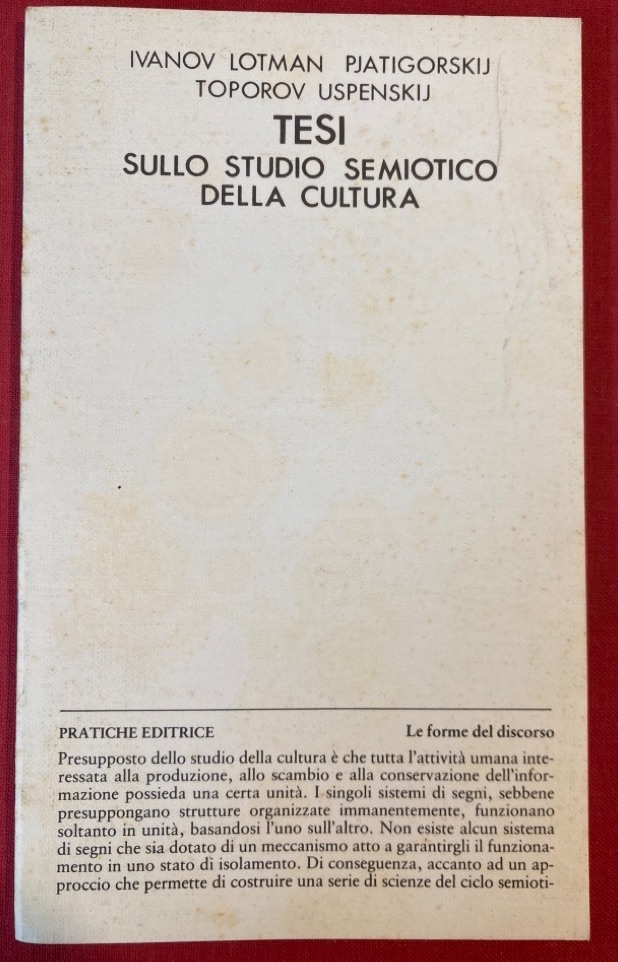 IVANOV LOTMAN PJATIGORSKIJ
TOPOROV USPENSKIJ
TESI
SULLO STUDIO SEMIOTICO
DELLA CULTURA
PRATICHE EDITRICE Le forme del discorso
Presupposto dello studio della cultura è che tutta l'attività umana inte-
ressata alla produzione, allo scambio e alla conservazione dell'infor-
mazione possieda una certa unità. I singoli sistemi di segni, sebbene
presuppongano strutture organizzate immanentemente, funzionano
soltanto in unità, basandosi l'uno sull'altro. Non esiste alcun sistema
di segni che sia dotato di un meccanismo atto a garantirgli il funziona-
mento in uno stato di isolamento. Di conseguenza, accanto ad un ap-
proccio che permette di costruire una serie di scienze del ciclo semioti-